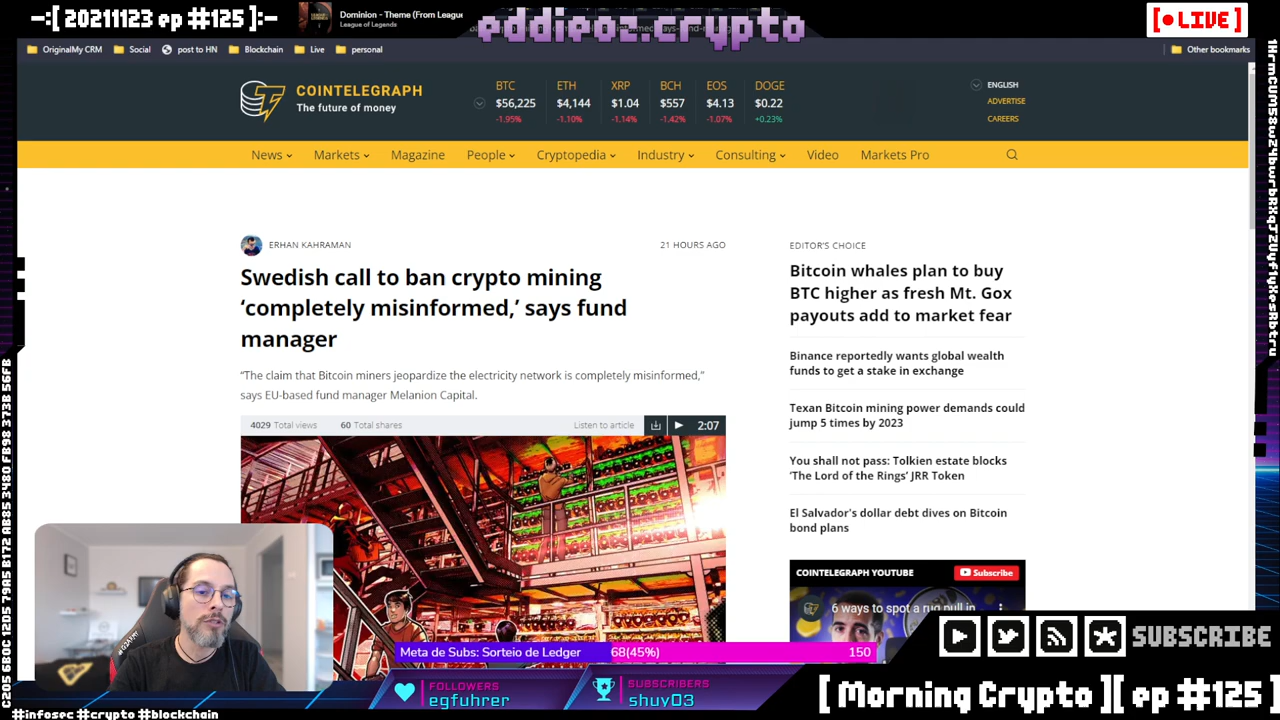 -:[ 20211123 ep #125 ]:-
Dominion - Theme (From Leagu
League of Legends
eddieoz.crypto
[ LIVE ]
OriginalMy CRM
Social
post to HN
Blockchain
Live
personal
Other bookmarks
COINTELEGRAPH
The future of money
BTC ETH XRP BCH EOS DOGE
$56,225 $4,144 $1.04 $557 $4.13 $0.22
-1.95% -1.10% -1.14% -1.42% -1.07% +0.23%
ENGLISH
ADVERTISE
CAREERS
News Markets Magazine People Cryptopedia Industry Consulting Video Markets Pro
ERHAN KAHRAMAN
21 HOURS AGO
Swedish call to ban crypto mining
‘completely misinformed,’ says fund
manager
“The claim that Bitcoin miners jeopardize the electricity network is completely misinformed,”
says EU-based fund manager Melanion Capital.
4029 Total views
60 Total shares
Listen to article
2:07
EDITOR'S CHOICE
Bitcoin whales plan to buy
BTC higher as fresh Mt. Gox
payouts add to market fear
Binance reportedly wants global wealth
funds to get a stake in exchange
Texan Bitcoin mining power demands could
jump 5 times by 2023
You shall not pass: Tolkien estate blocks
‘The Lord of the Rings’ JRR Token
El Salvador's dollar debt dives on Bitcoin
bond plans
COINTELEGRAPH YOUTUBE
Subscribe
6 ways to spot a rug pull in
Meta de Subs: Sorteio de Ledger
68(45%)
150
FOLLOWERS
egfuhrer
SUBSCRIBERS
shuy03
SUBSCRIBE
[ Morning Crypto ][ ep #125 ]
#infosec #crypto #blockchain